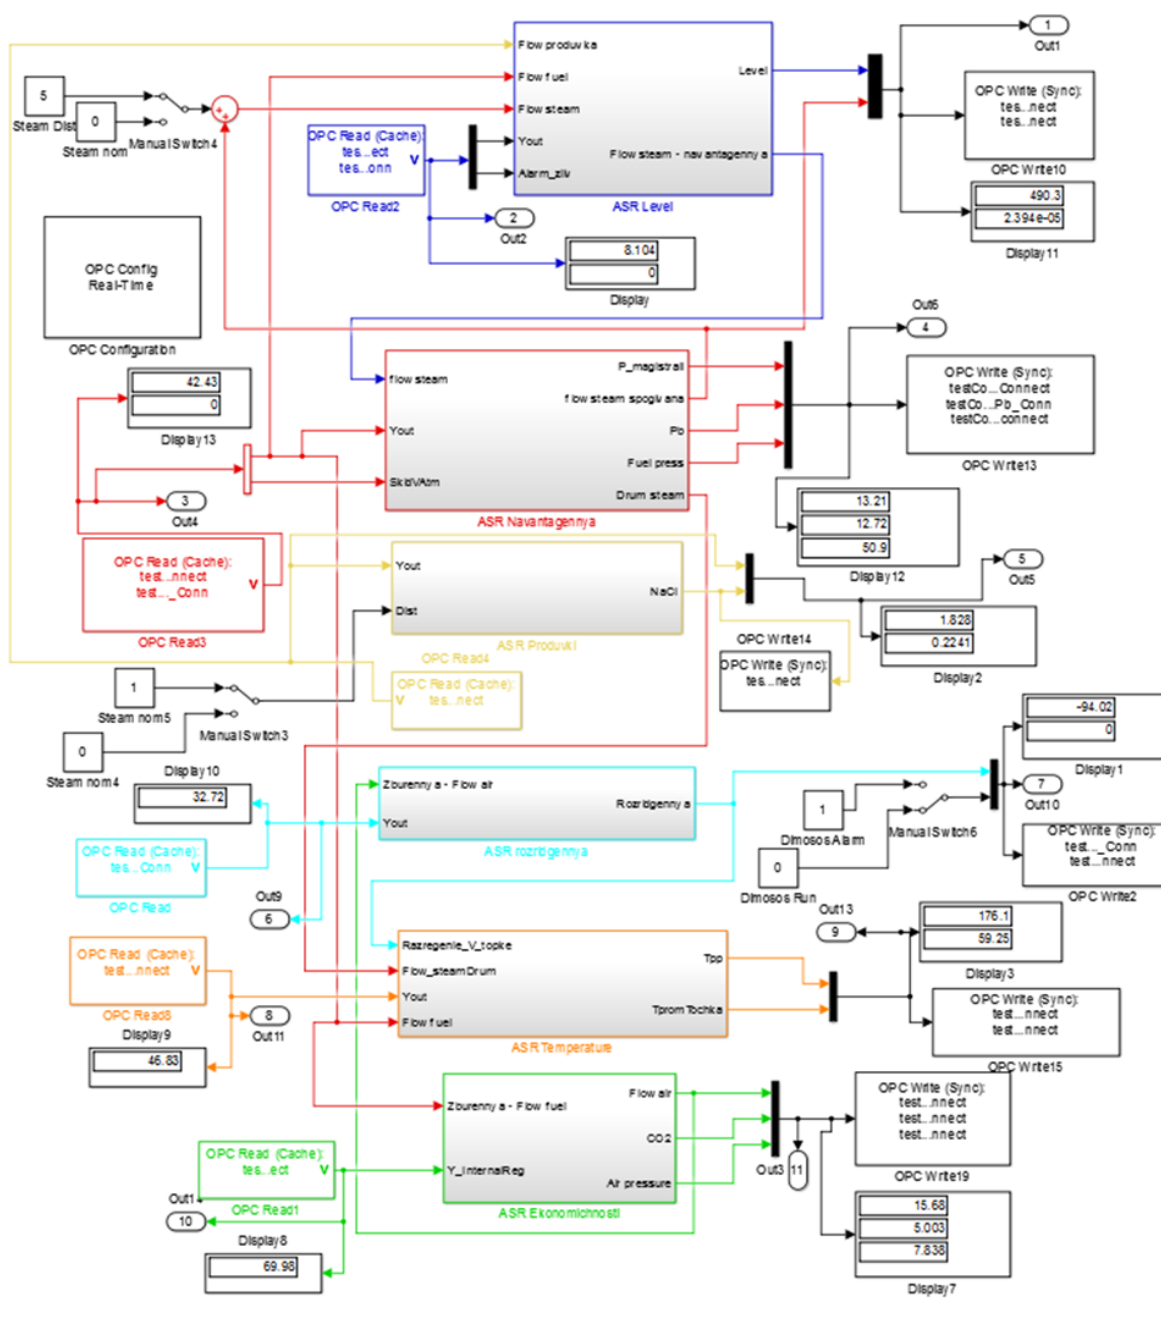 Flow produvka
Flow fuel
Flow steam
Yout
Alarm_zliv
Level
Flow steam - navantagennya
ASR Level
1
Out1
OPC Write (Sync):
tes...nect
tes...nect
OPC Write10
490.3
2.394e-05
Display11
5
Steam Dist
0
Steam nom
Manual Switch4
OPC Read (Cache):
tes...ect
tes...onn
V
OPC Read2
2
Out2
8.104
0
Display
OPC Config
Real-Time
OPC Configuration
42.43
0
Display13
3
Out4
OPC Read (Cache):
test...nnect
test..._Conn
V
OPC Read3
flow steam
Yout
SkidVAtm
P_magistrali
flow steam spogivana
Pb
Fuel press
Drum steam
ASR Navantagennya
Out6
4
OPC Write (Sync):
testCo...Connect
testCo...Pb_Conn
testCo...connect
OPC Write13
13.21
12.72
50.9
Display12
Yout
Dist
NaCl
ASR Produvki
OPC Read4
OPC Read (Cache):
tes...nect
V
5
Out5
1.828
0.2241
Display2
OPC Write14
OPC Write (Sync):
tes...nect
1
Steam nom5
0
Steam nom4
Manual Switch3
Display10
32.72
OPC Read (Cache):
tes...Conn
V
OPC Read
Out9
6
Zburennya - Flow air
Yout
Rozridgennya
ASR rozridgennya
1
Dimosos Alarm
0
Dimosos Run
Manual Switch6
-94.02
0
Display1
7
Out10
OPC Write (Sync):
test..._Conn
test...nnect
OPC Write2
OPC Read (Cache):
test...nnect
V
OPC Read8
8
Out11
Display9
46.83
Razregenie_V_topke
Flow_steamDrum
Yout
Flow fuel
Tpp
TpromTochka
ASR Temperature
Out13
9
176.1
59.25
Display3
OPC Write (Sync):
test...nnect
test...nnect
OPC Write15
Zburennya - Flow fuel
Y_InternalReg
Flow air
CO2
Air pressure
ASR Ekonomichnosti
OPC Read (Cache):
tes...ect
V
OPC Read1
10
Display8
69.98
Out3
11
OPC Write (Sync):
test...nnect
test...nnect
test...nnect
OPC Write19
15.68
5.003
7.838
Display7